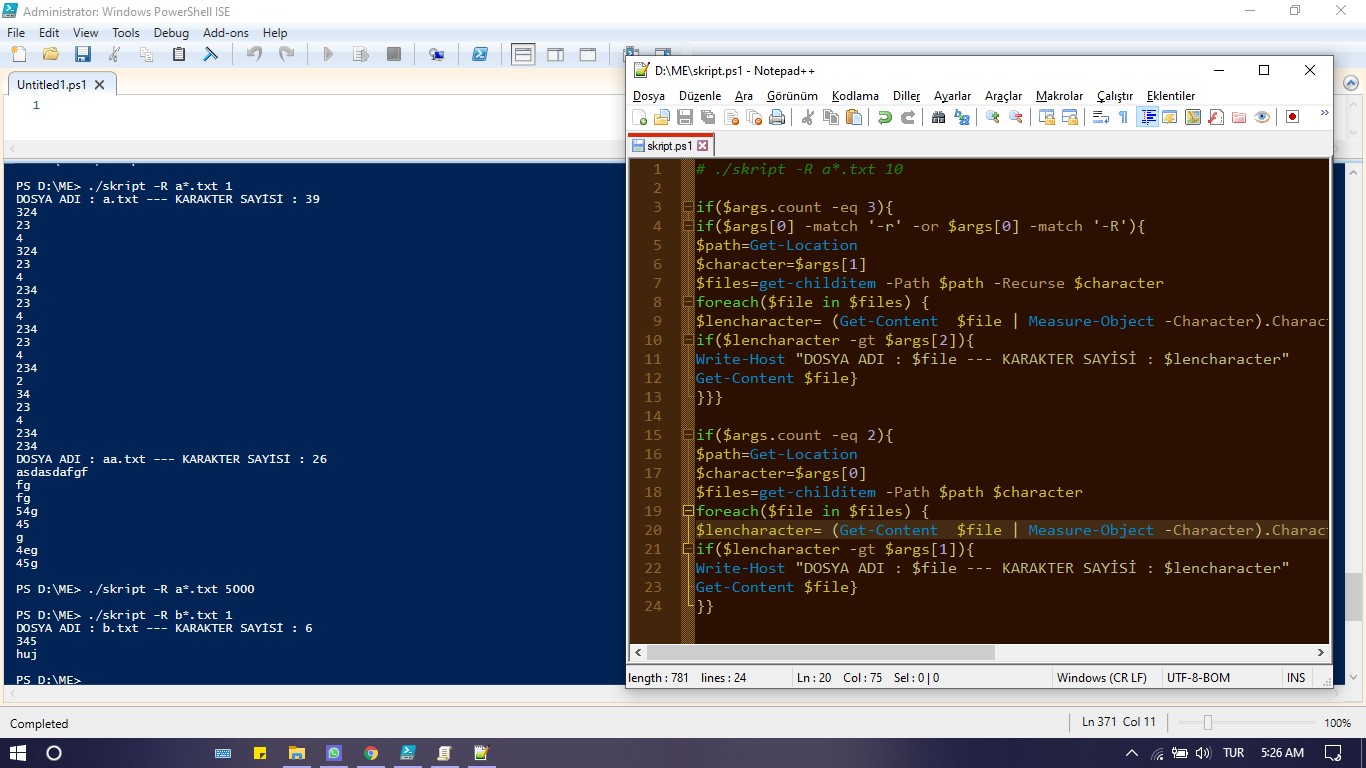 Administrator: Windows PowerShell ISE
File Edit View Tools Debug Add-ons Help
Untitled1.ps1
1
PS D:\ME> ./skript -R a*.txt 1
DOSYA ADI : a.txt --- KARAKTER SAYİSİ : 39
324
23
4
324
23
4
234
23
4
234
23
4
234
2
34
23
4
234
234
DOSYA ADI : aa.txt --- KARAKTER SAYİSİ : 26
asdasdafgf
fg
fg
54g
45
g
4eg
45g
PS D:\ME> ./skript -R a*.txt 5000
PS D:\ME> ./skript -R b*.txt 1
DOSYA ADI : b.txt --- KARAKTER SAYİSİ : 6
345
huj
PS D:\ME>
Completed
Ln 371 Col 11
100%
D:\ME\skript.ps1 - Notepad++
Dosya Düzenle Ara Görünüm Kodlama Diller Ayarlar Araçlar Makrolar Çalıştır Eklentiler
skript.ps1
1 # ./skript -R a*.txt 10
2
3 if($args.count -eq 3){
4 if($args[0] -match '-r' -or $args[0] -match '-R'){
5 $path=Get-Location
6 $character=$args[1]
7 $files=get-childitem -Path $path -Recurse $character
8 foreach($file in $files) {
9 $lencharacter= (Get-Content  $file | Measure-Object -Character).Charac
10 if($lencharacter -gt $args[2]){
11 Write-Host "DOSYA ADI : $file --- KARAKTER SAYİSİ : $lencharacter"
12 Get-Content $file}
13 }}}
14
15 if($args.count -eq 2){
16 $path=Get-Location
17 $character=$args[0]
18 $files=get-childitem -Path $path $character
19 foreach($file in $files) {
20 $lencharacter= (Get-Content  $file | Measure-Object -Character).Charac
21 if($lencharacter -gt $args[1]){
22 Write-Host "DOSYA ADI : $file --- KARAKTER SAYİSİ : $lencharacter"
23 Get-Content $file}
24 }}
length : 781 lines : 24 Ln : 20 Col : 75 Sel : 0 | 0 Windows (CR LF) UTF-8-BOM INS
TUR 5:26 AM